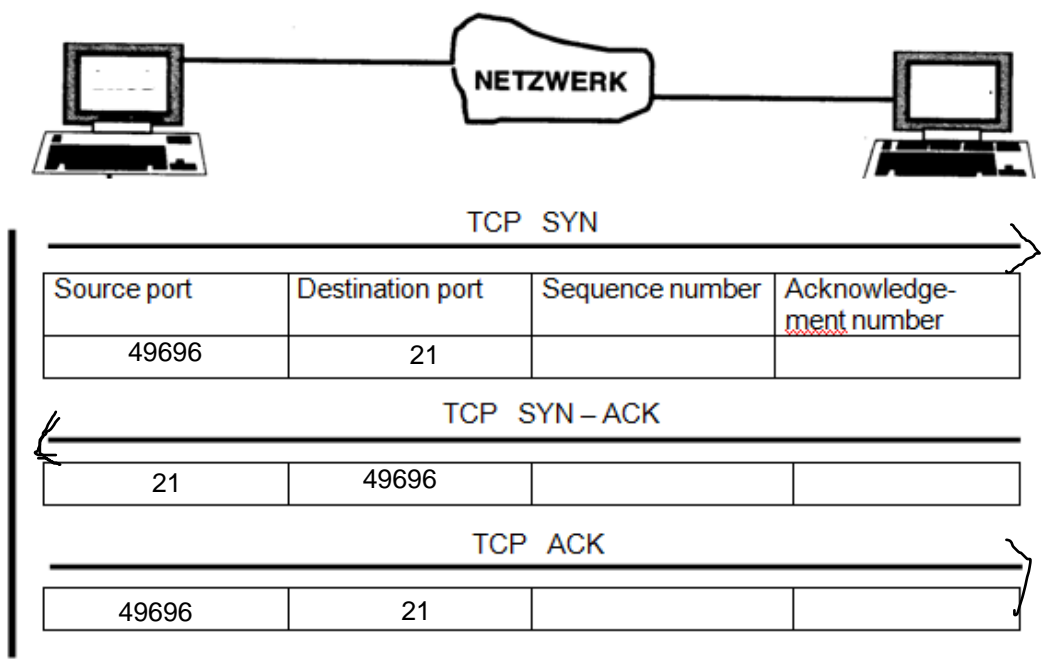 NETZWERK
TCP SYN
Source port Destination port Sequence number Acknowledge-
ment number
49696 21
TCP SYN – ACK
21 49696
TCP ACK
49696 21